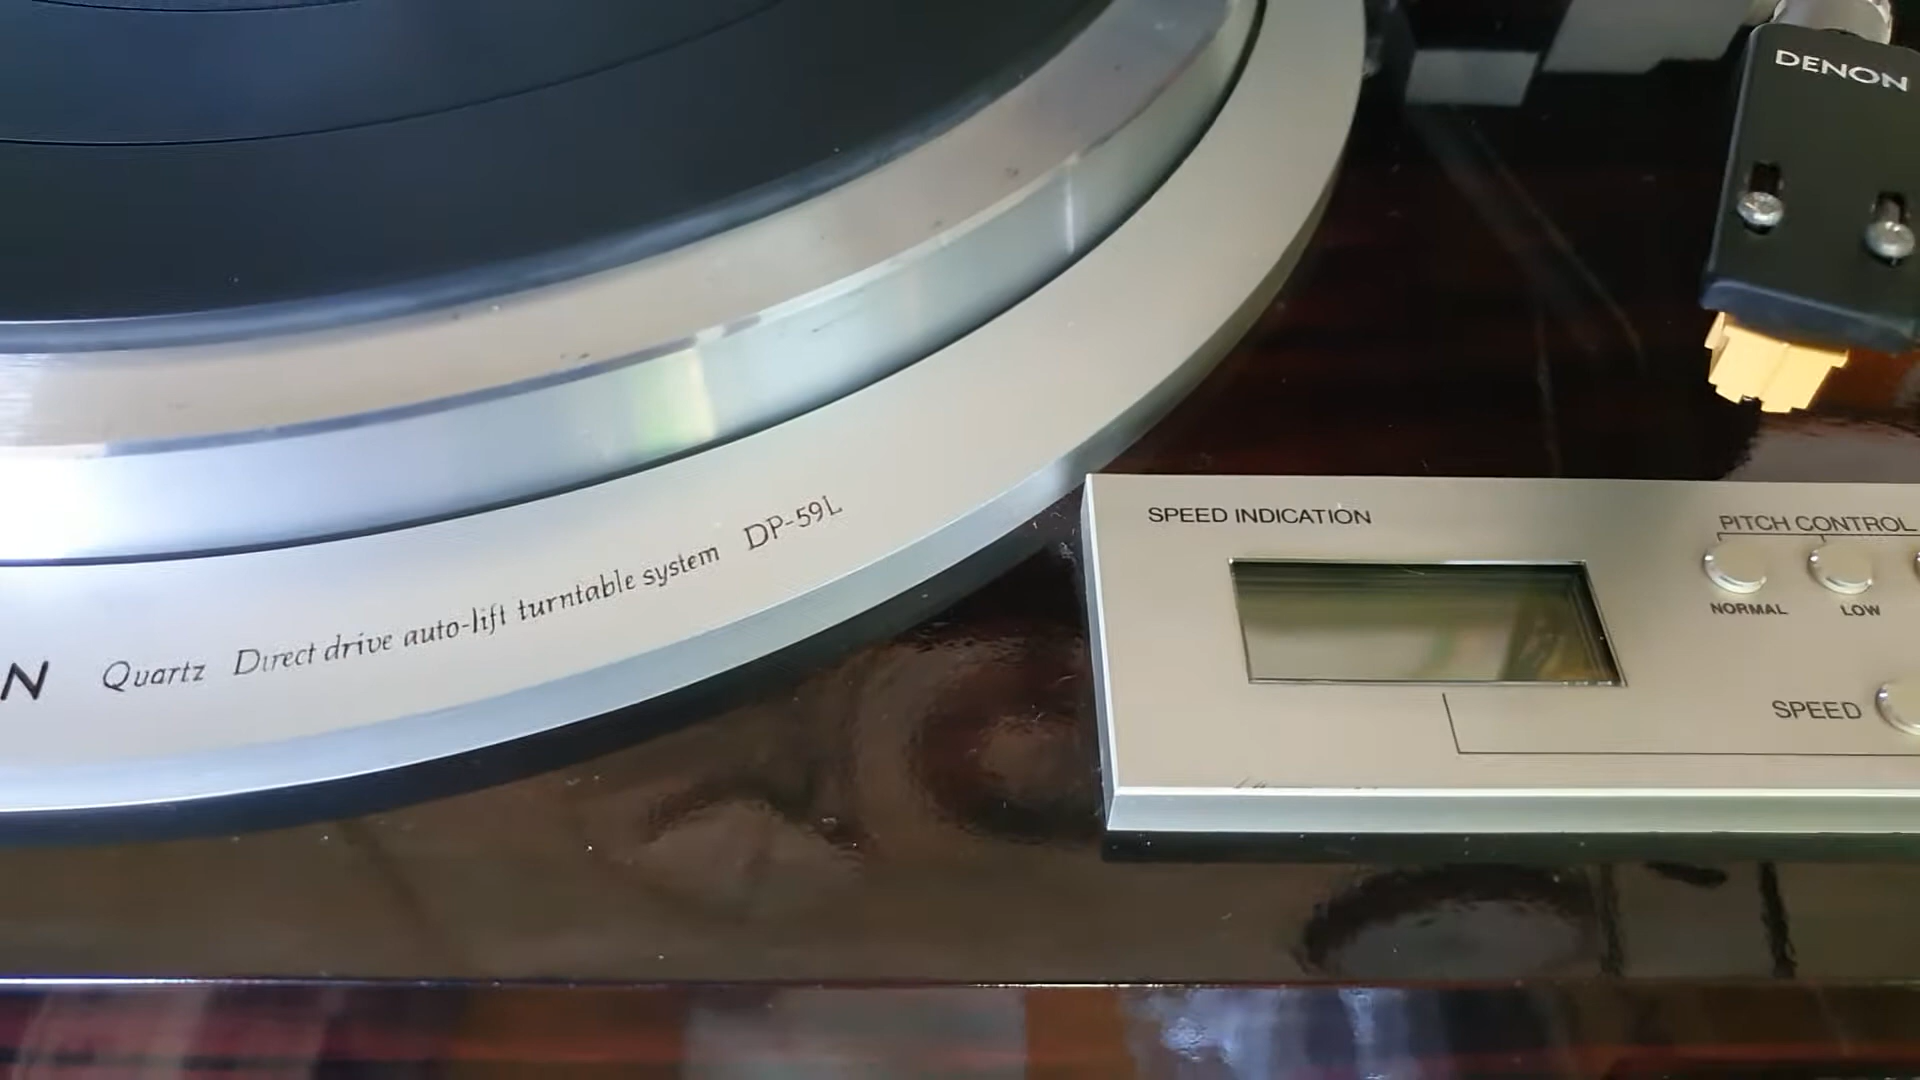 DENON
N Quartz Direct drive auto-lift turntable system DP-59L
SPEED INDICATION
PITCH CONTROL
NORMAL LOW
SPEED